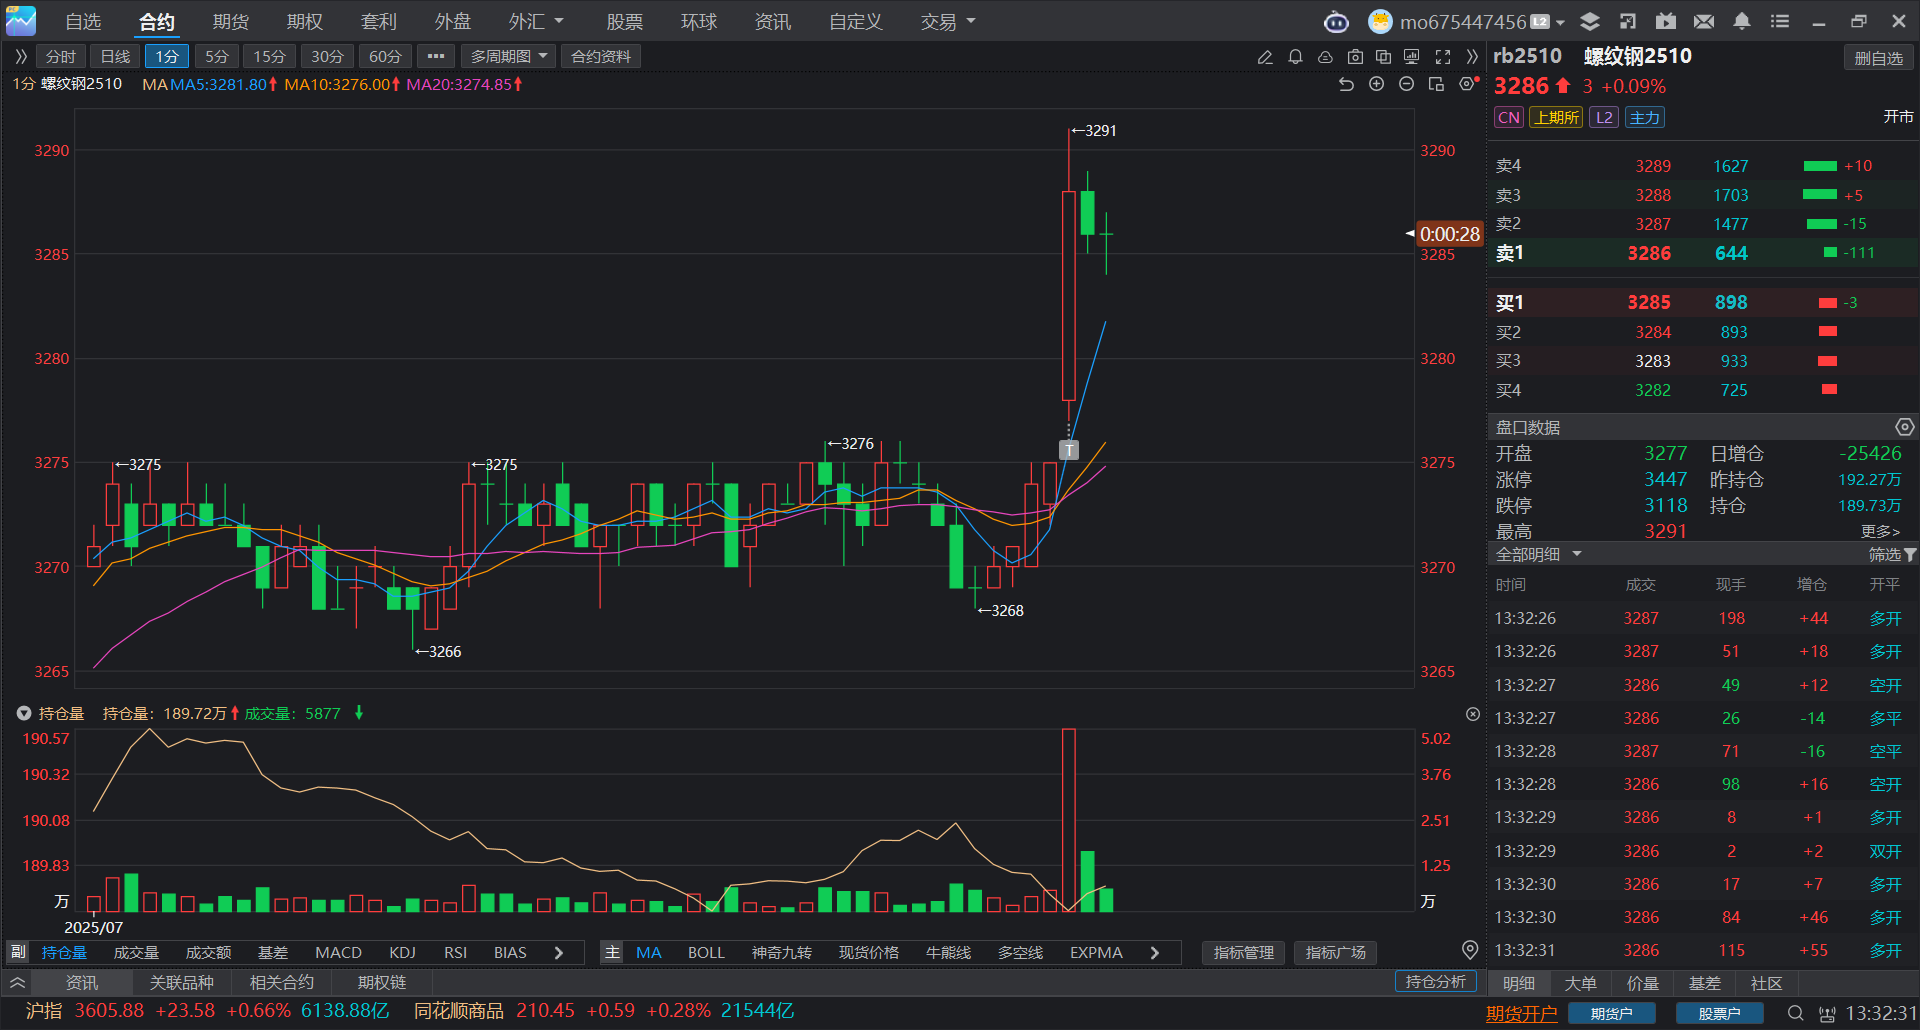 自选 合约 期货 期权 套利 外盘 外汇 股票 环球 资讯 自定义 交易 mo675447456 L2
分时 日线 1分 5分 15分 30分 60分 ••• 多周期图 合约资料
1分 螺纹钢2510 MA MA5:3281.80 MA10:3276.00 MA20:3274.85
rb2510 螺纹钢2510 删自选
3286 3 +0.09%
CN 上期所 L2 主力 开市
3290 3290
3285 3285
3280 3280
3275 3275
3270 3270
3265 3265
←3291
0:00:28
T
←3275
←3275
←3276
←3268
←3266
卖4 3289 1627 +10
卖3 3288 1703 +5
卖2 3287 1477 -15
卖1 3286 644 -111
买1 3285 898 -3
买2 3284 893
买3 3283 933
买4 3282 725
盘口数据
开盘 3277 日增仓 -25426
涨停 3447 昨持仓 192.27万
跌停 3118 持仓 189.73万
最高 3291 更多>
全部明细 筛选
时间 成交 现手 增仓 开平
13:32:26 3287 198 +44 多开
13:32:26 3287 51 +18 多开
13:32:27 3286 49 +12 空开
13:32:27 3286 26 -14 多平
13:32:28 3287 71 -16 空平
13:32:28 3286 98 +16 空开
13:32:29 3286 8 +1 多开
13:32:29 3286 2 +2 双开
13:32:30 3286 17 +7 多开
13:32:30 3286 84 +46 多开
13:32:31 3286 115 +55 多开
持仓量 持仓量: 189.72万 成交量: 5877
190.57 5.02
190.32 3.76
190.08 2.51
189.83 1.25
万 万
2025/07
副 持仓量 成交量 成交额 基差 MACD KDJ RSI BIAS 主 MA BOLL 神奇九转 现货价格 牛熊线 多空线 EXPMA 指标管理 指标广场
资讯 关联品种 相关合约 期权链 持仓分析 明细 大单 价量 基差 社区
沪指 3605.88 +23.58 +0.66% 6138.88亿 同花顺商品 210.45 +0.59 +0.28% 21544亿 期货开户 期货户 股票户 13:32:31